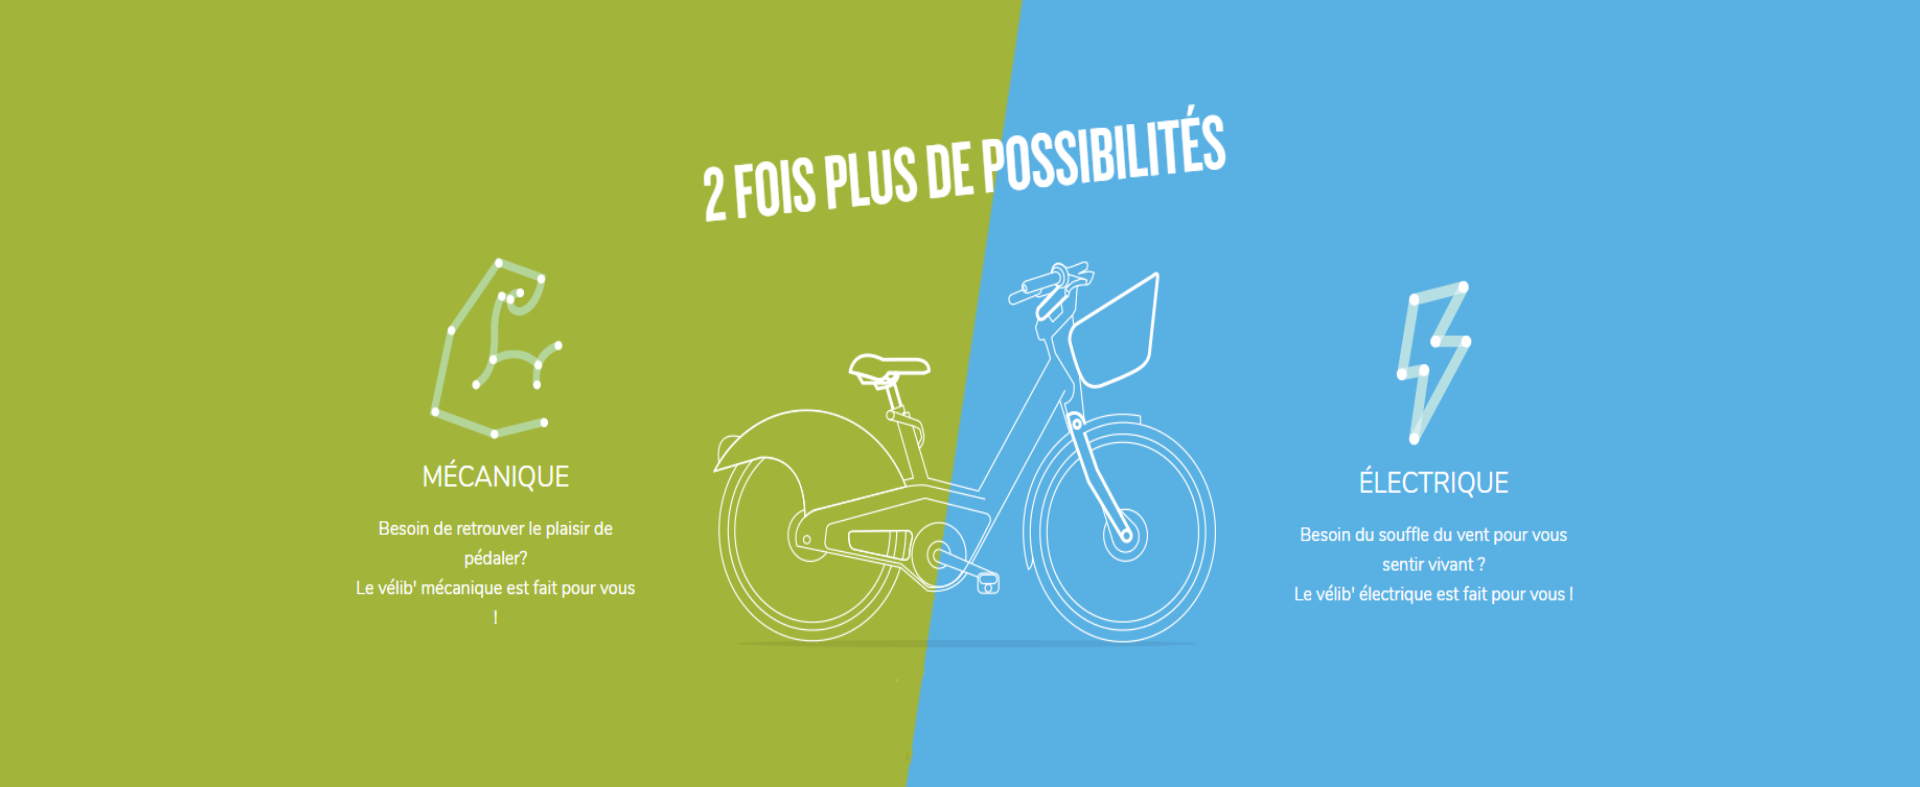 2 FOIS PLUS DE POSSIBILITÉS
MÉCANIQUE
Besoin de retrouver le plaisir de
pédaler?
Le vélib' mécanique est fait pour vous
!
ÉLECTRIQUE
Besoin du souffle du vent pour vous
sentir vivant ?
Le vélib' électrique est fait pour vous !